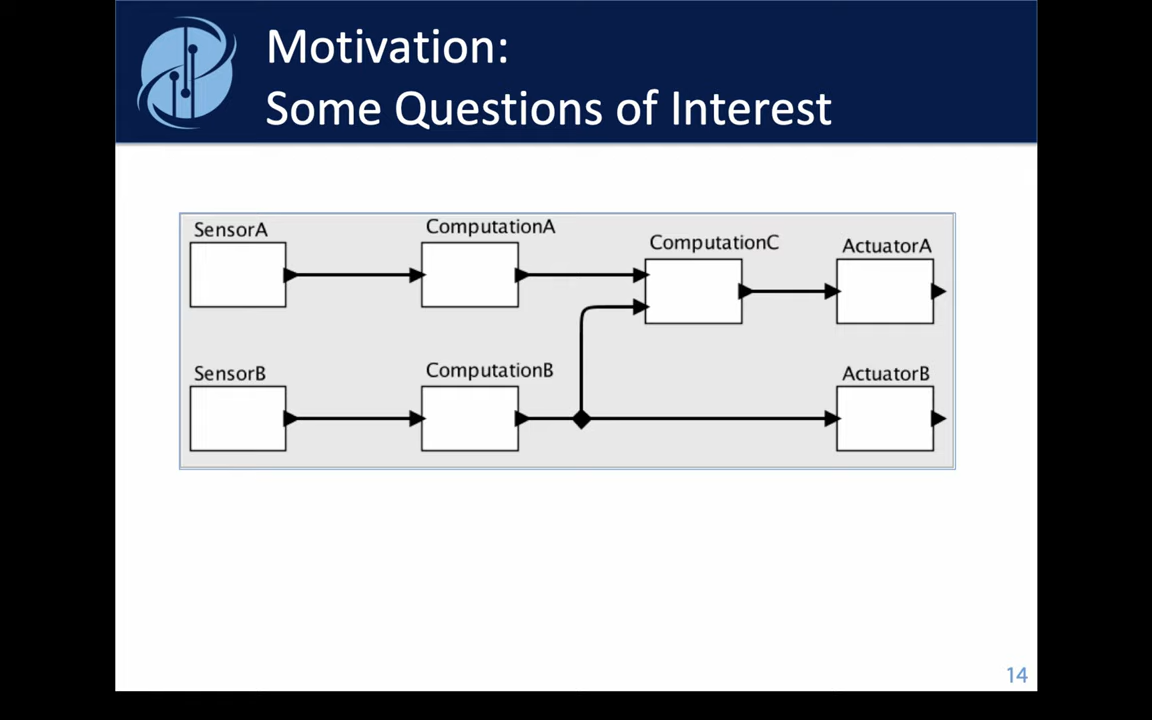 Motivation:
Some Questions of Interest
SensorA
ComputationA
ComputationC
ActuatorA
SensorB
ComputationB
ActuatorB
14